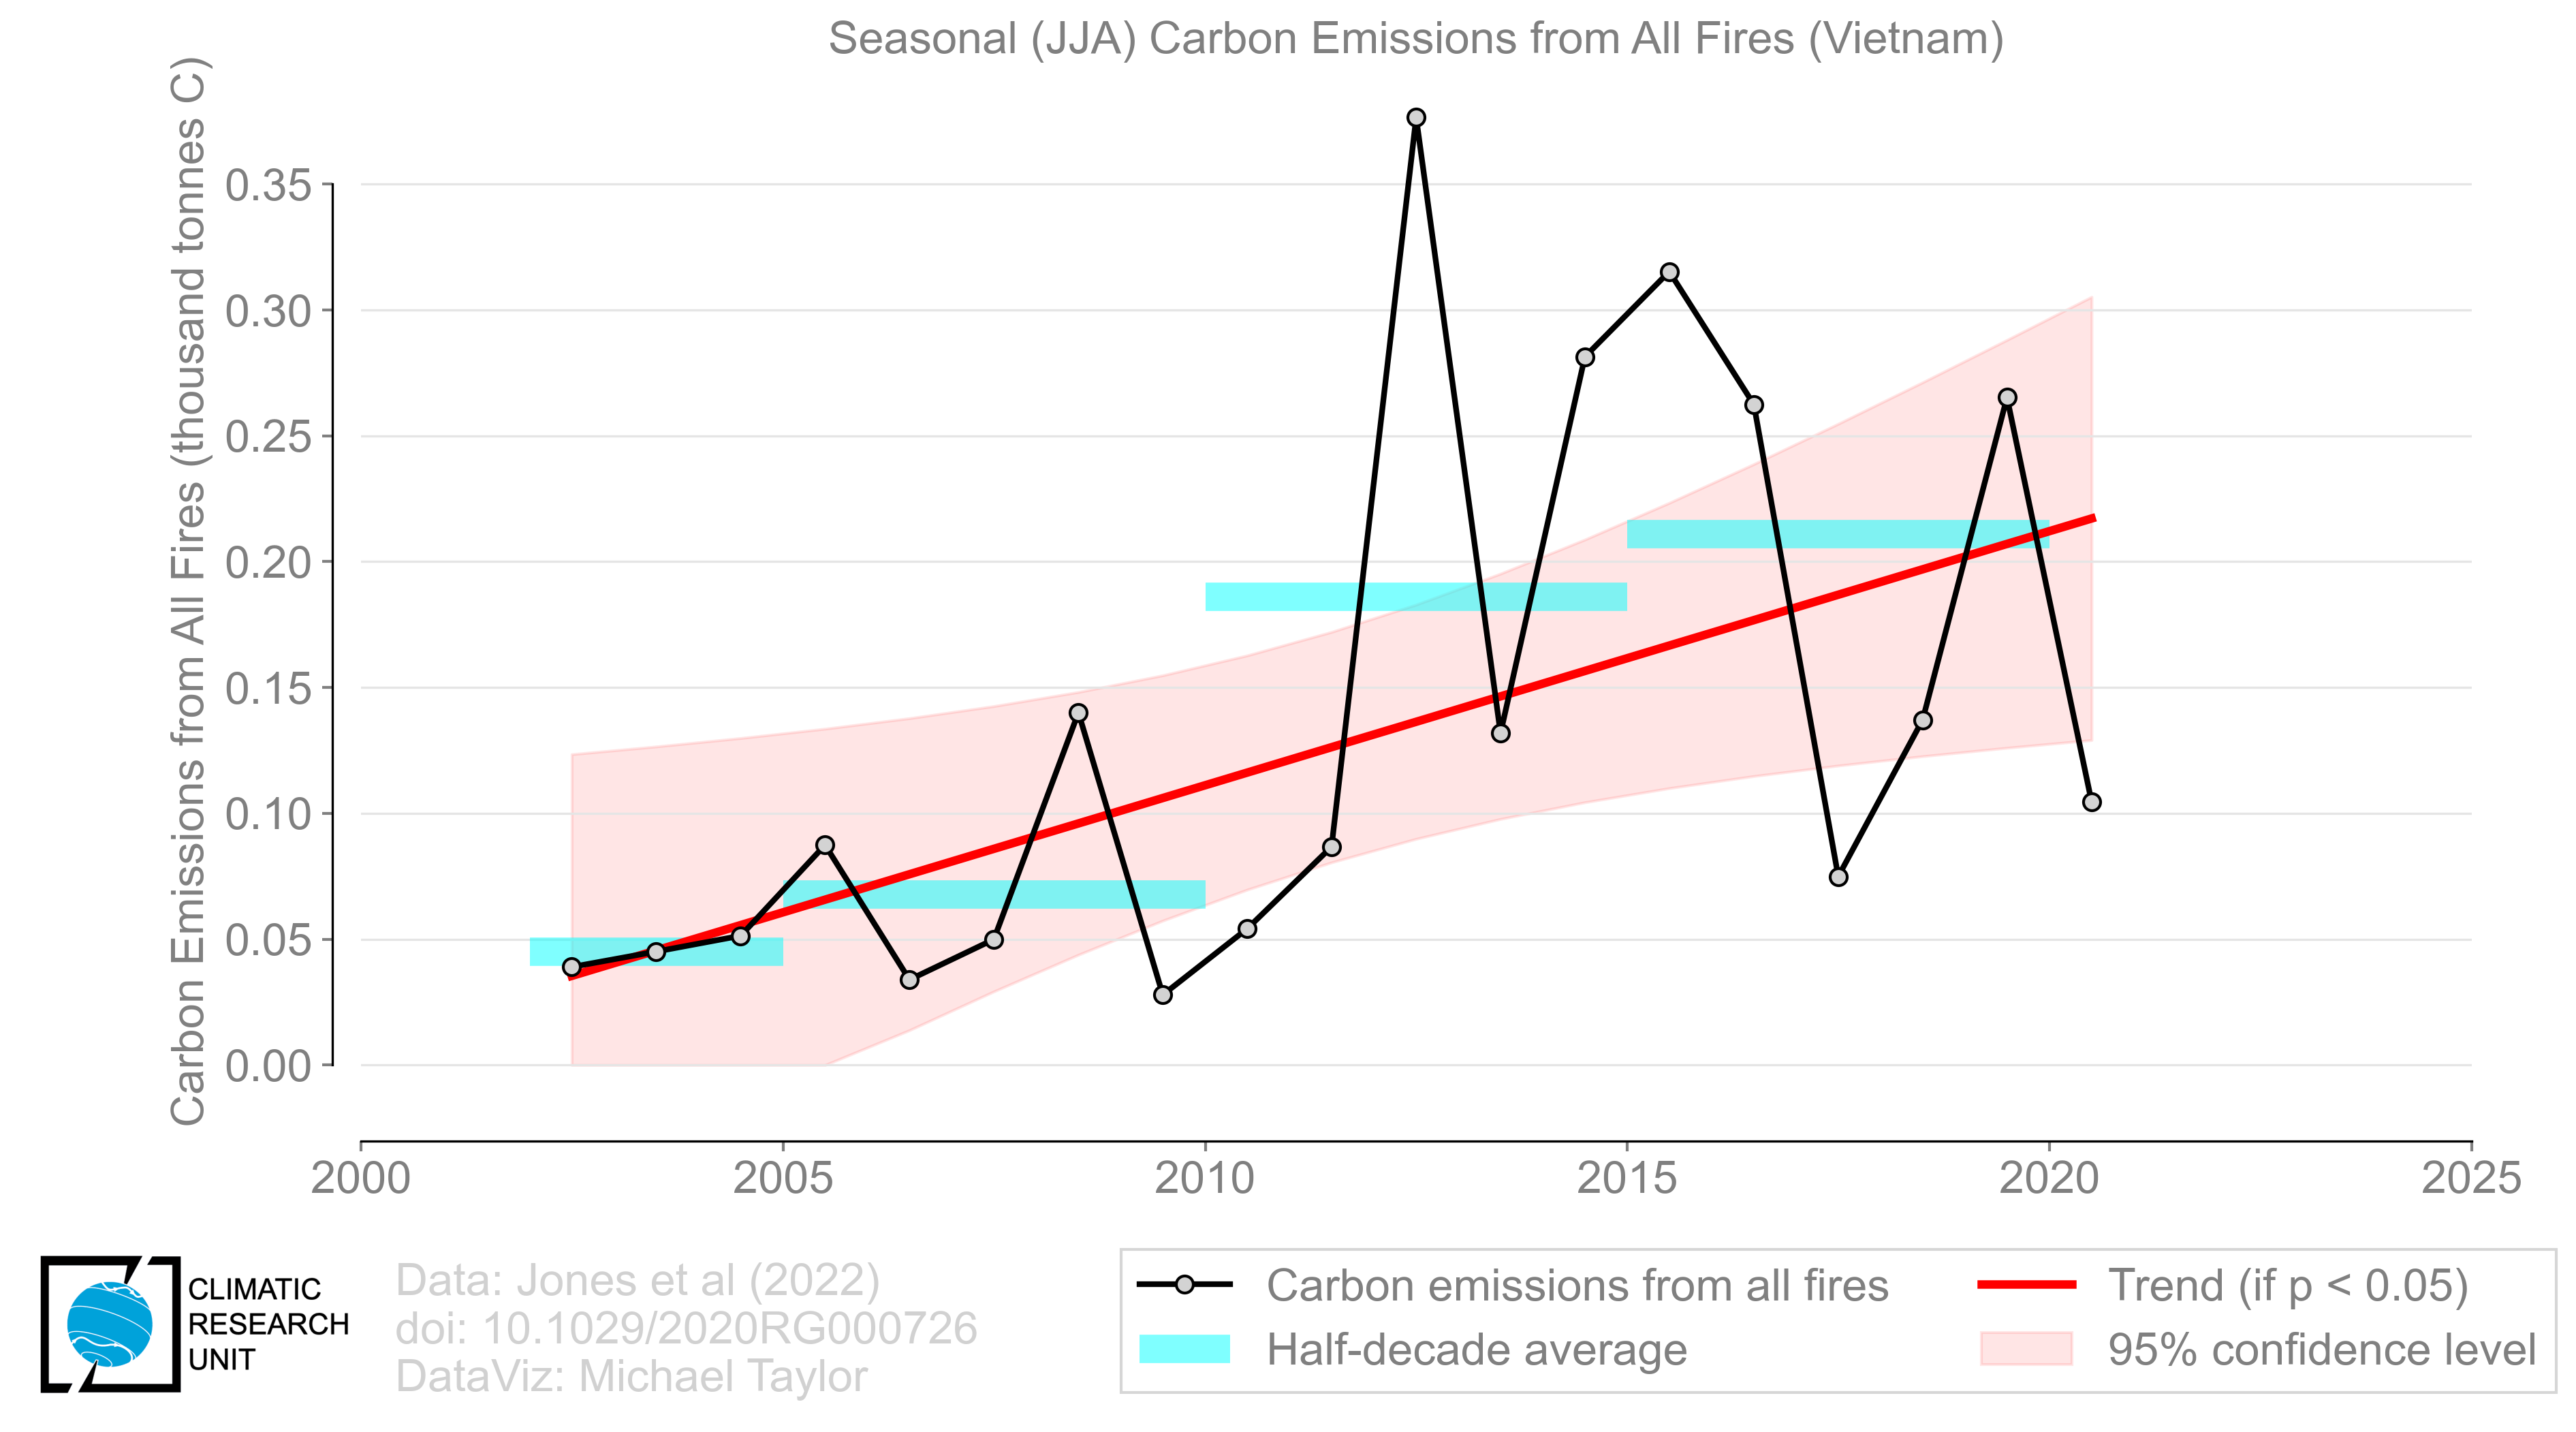 Seasonal (JJA) Carbon Emissions from All Fires (Vietnam)
Carbon Emissions from All Fires (thousand tonnes C)
0.35
0.30
0.25
0.20
0.15
0.10
0.05
0.00
2000 2005 2010 2015 2020 2025
CLIMATIC
RESEARCH
UNIT
Data: Jones et al (2022)
doi: 10.1029/2020RG000726
DataViz: Michael Taylor
Carbon emissions from all fires
Half-decade average
Trend (if p < 0.05)
95% confidence level